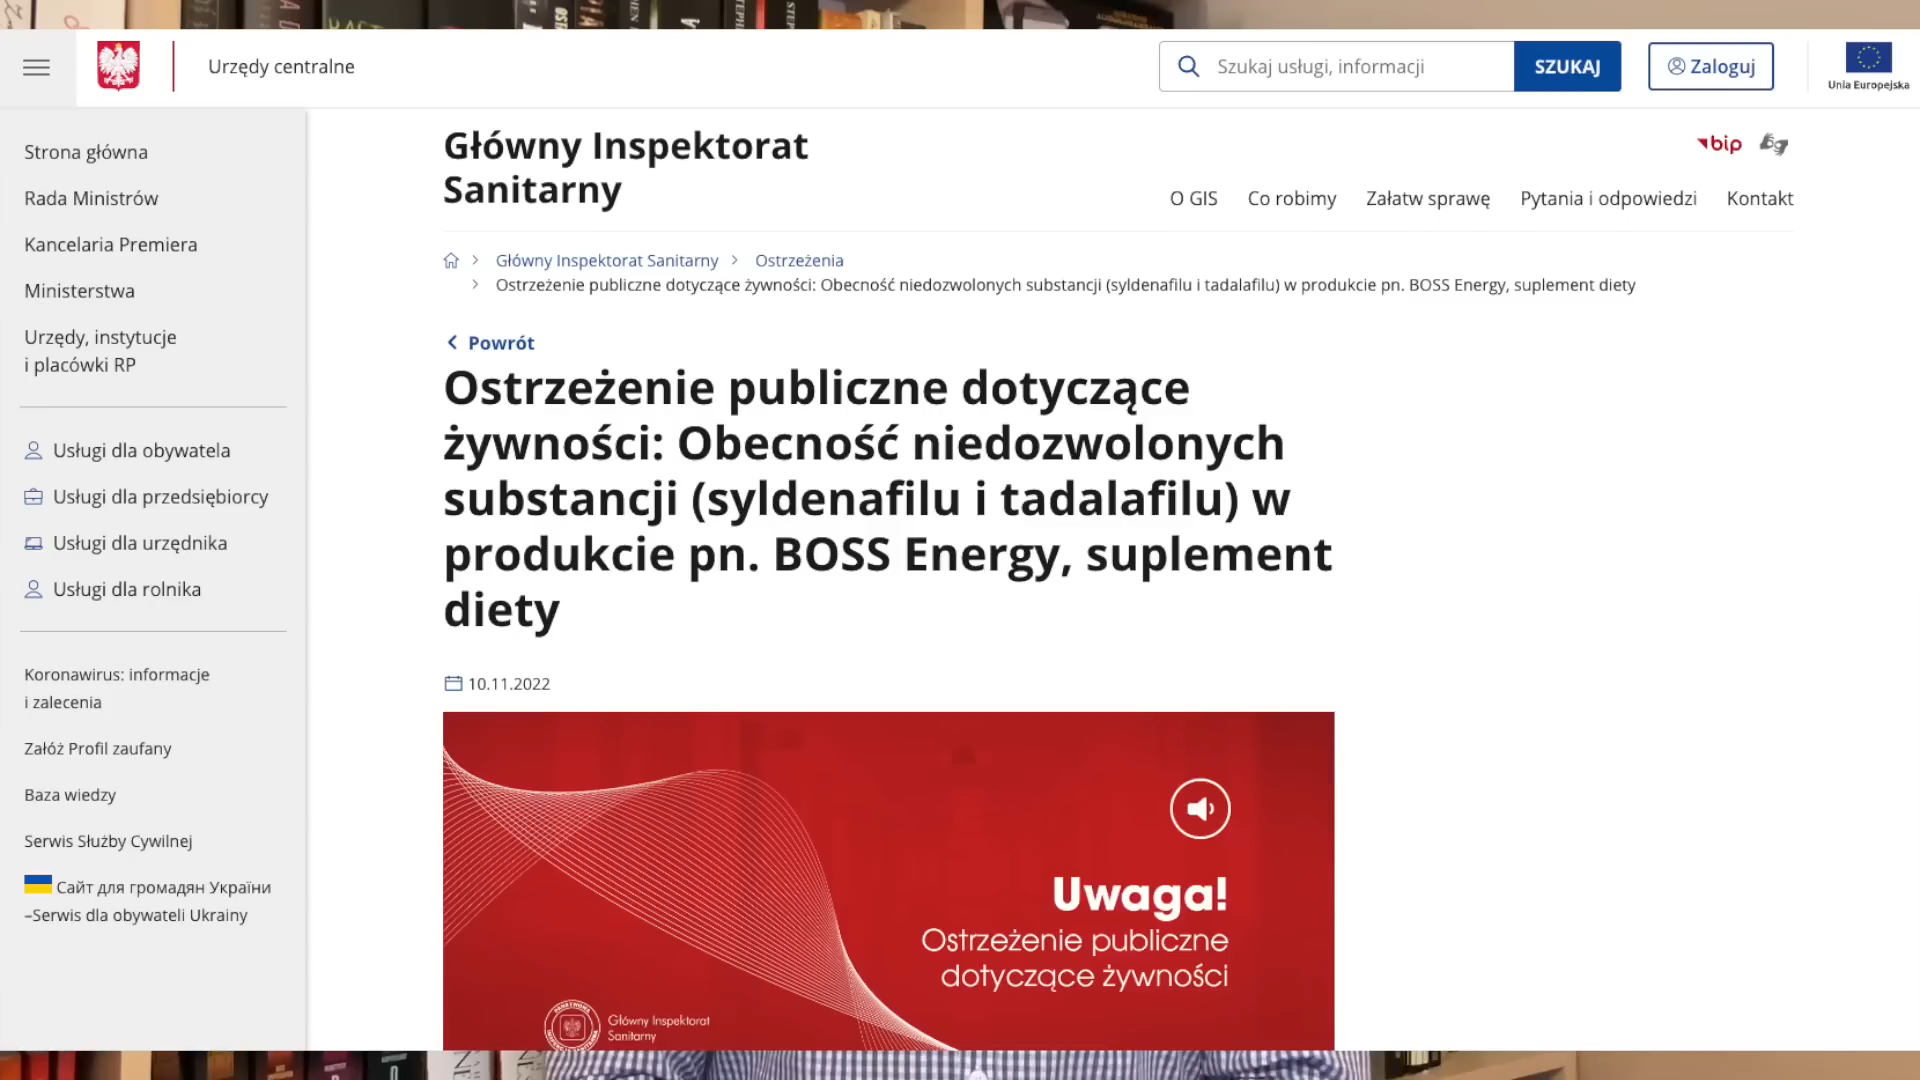 Urzędy centralne
Szukaj usługi, informacji
SZUKAJ
Zaloguj
Unia Europejska
Strona główna
Rada Ministrów
Kancelaria Premiera
Ministerstwa
Urzędy, instytucje
i placówki RP
Usługi dla obywatela
Usługi dla przedsiębiorcy
Usługi dla urzędnika
Usługi dla rolnika
Koronawirus: informacje
i zalecenia
Załóż Profil zaufany
Baza wiedzy
Serwis Służby Cywilnej
Сайт для громадян України
–Serwis dla obywateli Ukrainy
Główny Inspektorat
Sanitarny
bip
O GIS
Co robimy
Załatw sprawę
Pytania i odpowiedzi
Kontakt
Główny Inspektorat Sanitarny
Ostrzeżenia
Ostrzeżenie publiczne dotyczące żywności: Obecność niedozwolonych substancji (syldenafilu i tadalafilu) w produkcie pn. BOSS Energy, suplement diety
Powrót
Ostrzeżenie publiczne dotyczące
żywności: Obecność niedozwolonych
substancji (syldenafilu i tadalafilu) w
produkcie pn. BOSS Energy, suplement
diety
10.11.2022
Uwaga!
Ostrzeżenie publiczne
dotyczące żywności
Główny Inspektorat
Sanitarny